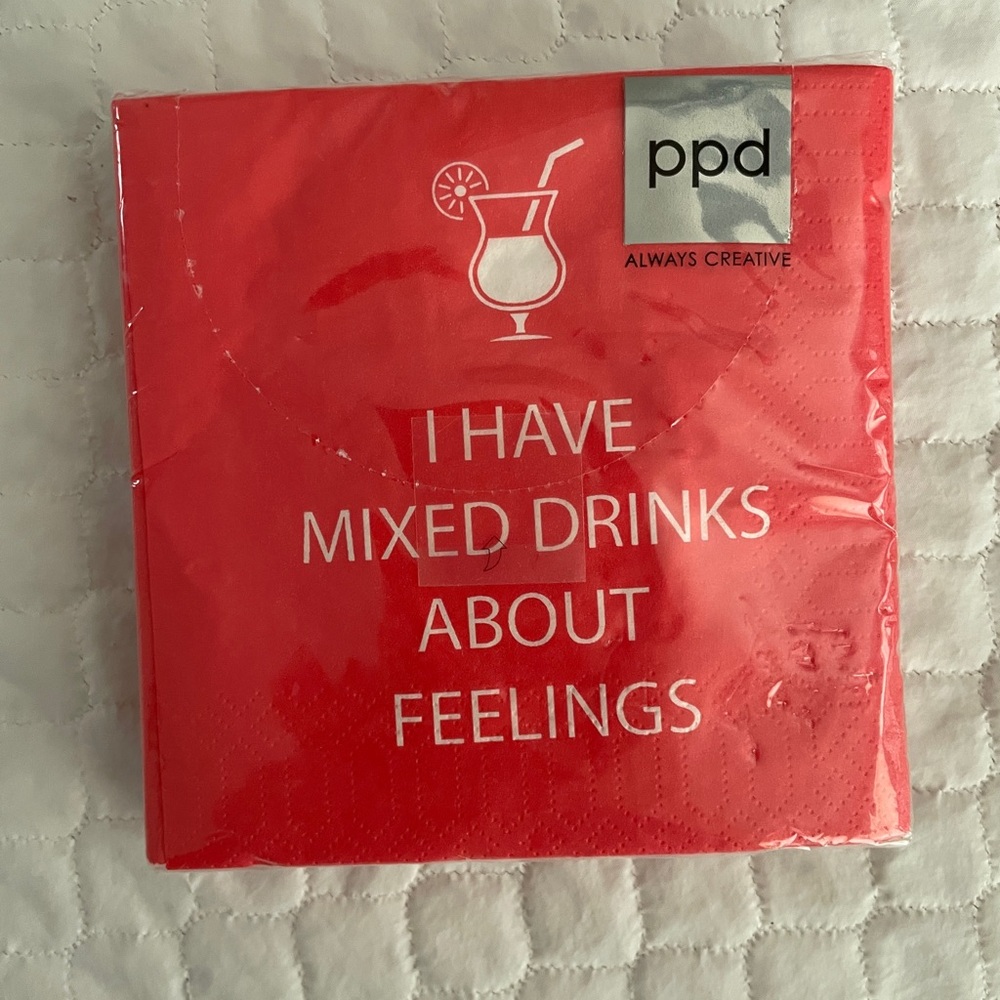 ppd
ALWAYS CREATIVE
I HAVE
MIXED DRINKS
ABOUT
FEELINGS